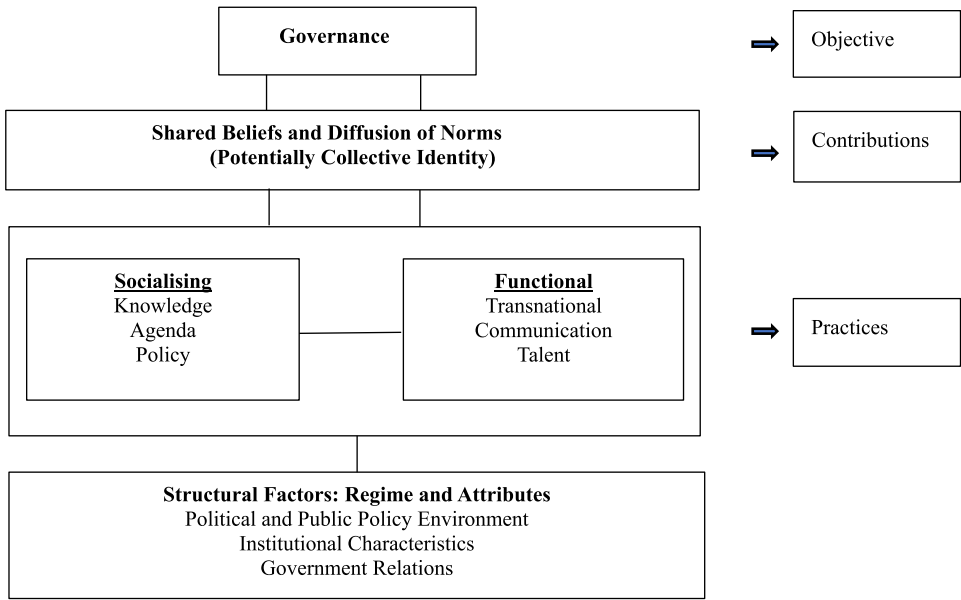 Governance
Objective
Shared Beliefs and Diffusion of Norms
(Potentially Collective Identity)
Contributions
Socialising
Knowledge
Agenda
Policy
Functional
Transnational
Communication
Talent
Practices
Structural Factors: Regime and Attributes
Political and Public Policy Environment
Institutional Characteristics
Government Relations